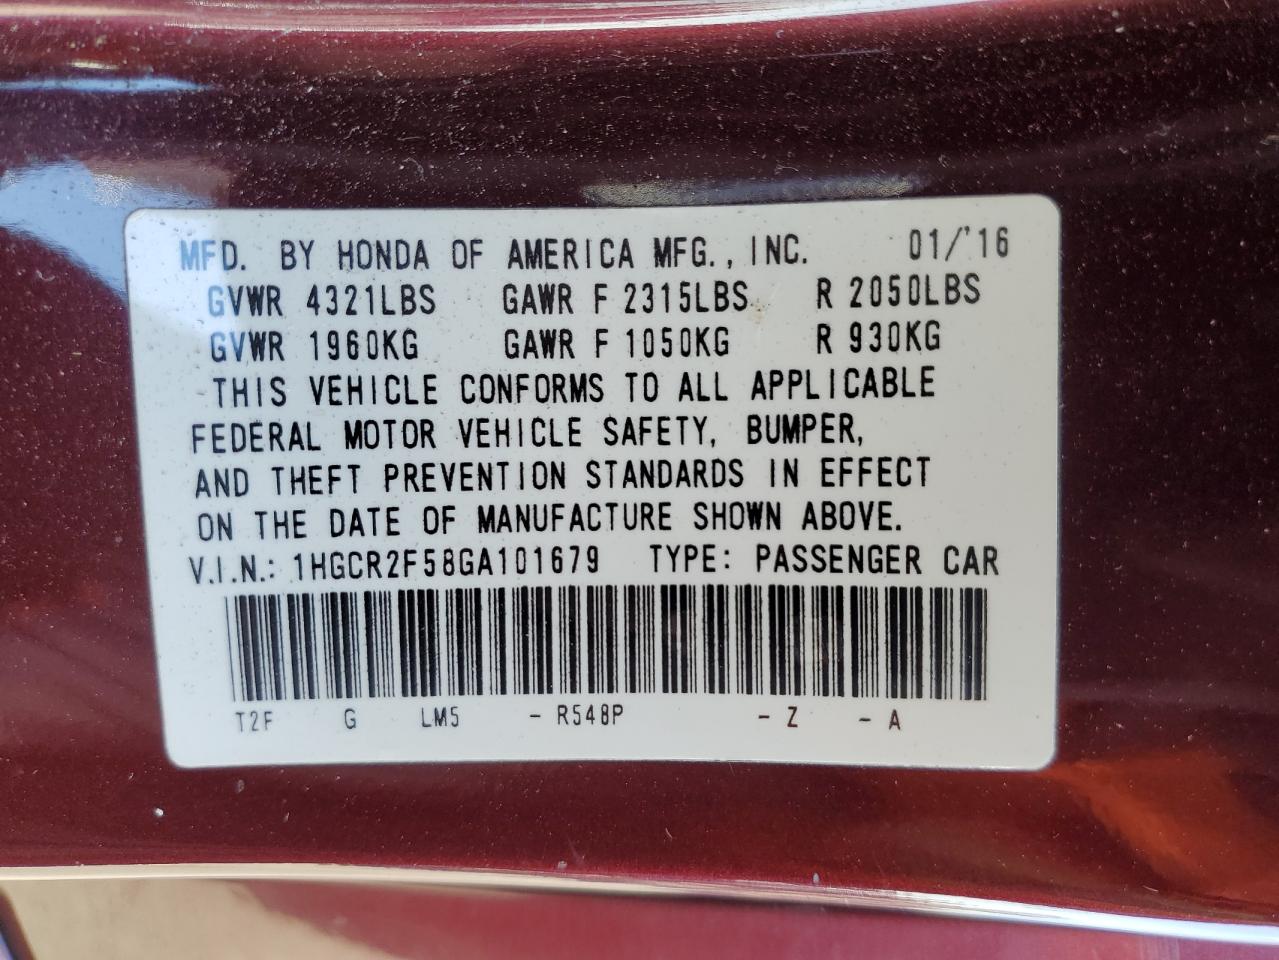 MFD. BY HONDA OF AMERICA MFG., INC. 01/'16
GVWR 4321LBS GAWR F 2315LBS R 2050LBS
GVWR 1960KG GAWR F 1050KG R 930KG
THIS VEHICLE CONFORMS TO ALL APPLICABLE
FEDERAL MOTOR VEHICLE SAFETY, BUMPER,
AND THEFT PREVENTION STANDARDS IN EFFECT
ON THE DATE OF MANUFACTURE SHOWN ABOVE.
V.I.N.: 1HGCR2F58GA101679 TYPE: PASSENGER CAR
T2F G LM5 - R548P - Z - A